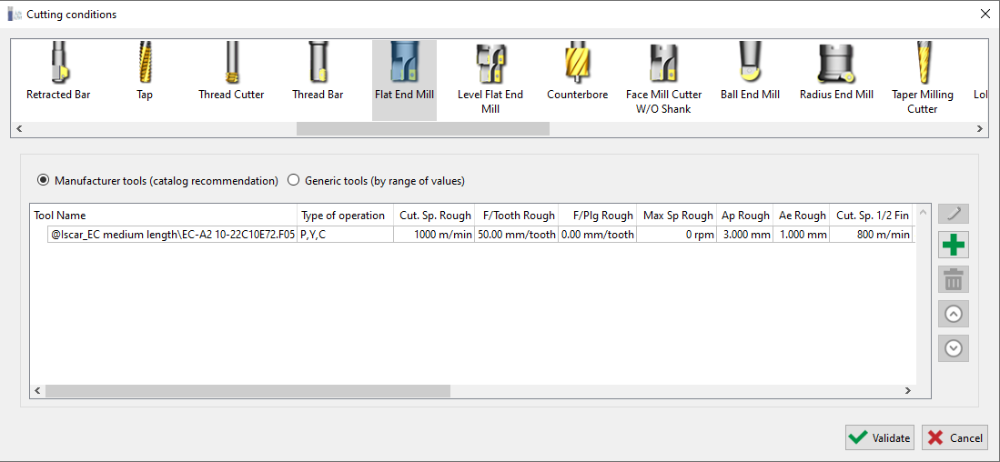 Cutting conditions
Retracted Bar
Tap
Thread Cutter
Thread Bar
Flat End Mill
Level Flat End
Mill
Counterbore
Face Mill Cutter
W/O Shank
Ball End Mill
Radius End Mill
Taper Milling
Cutter
Lol
Manufacturer tools (catalog recommendation)
Generic tools (by range of values)
Tool Name Type of operation Cut. Sp. Rough F/Tooth Rough F/Plg Rough Max Sp Rough Ap Rough Ae Rough Cut. Sp. 1/2 Fin
@Iscar_EC medium length\EC-A2 10-22C10E72.F05 P,Y,C 1000 m/min 50.00 mm/tooth 0.00 mm/tooth 0 rpm 3.000 mm 1.000 mm 800 m/min
Validate
Cancel